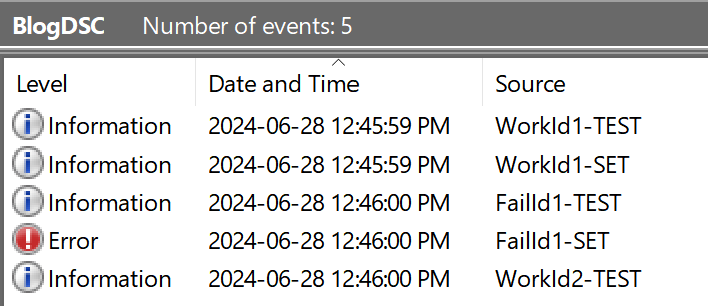 BlogDSC Number of events: 5
Level Date and Time Source
Information 2024-06-28 12:45:59 PM WorkId1-TEST
Information 2024-06-28 12:45:59 PM WorkId1-SET
Information 2024-06-28 12:46:00 PM FailId1-TEST
Error 2024-06-28 12:46:00 PM FailId1-SET
Information 2024-06-28 12:46:00 PM WorkId2-TEST